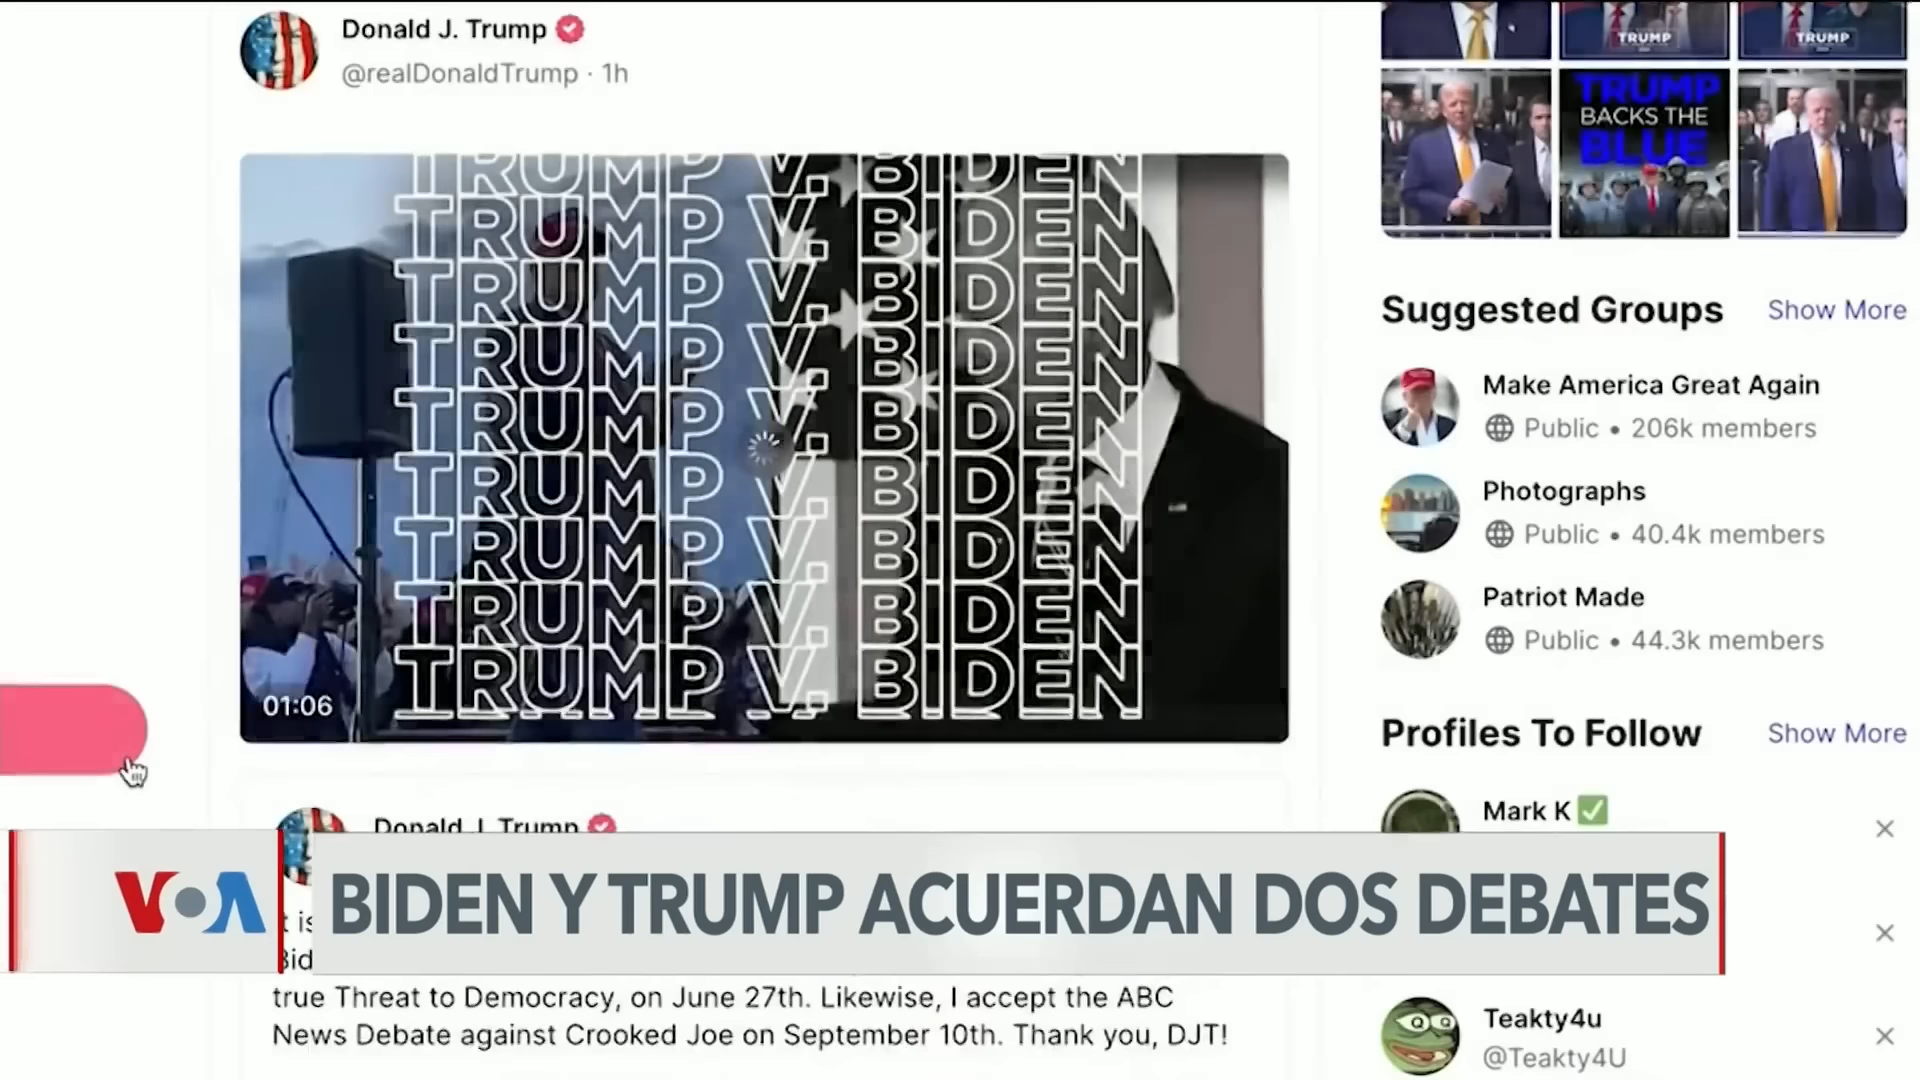 Donald J. Trump
@realDonaldTrump · 1h
TRUMP V. BIDEN
TRUMP V. BIDEN
TRUMP V. BIDEN
TRUMP V. BIDEN
TRUMP V. BIDEN
TRUMP V. BIDEN
TRUMP V. BIDEN
TRUMP V. BIDEN
TRUMP V. BIDEN
01:06
Donald J. Trump
true Threat to Democracy, on June 27th. Likewise, I accept the ABC
News Debate against Crooked Joe on September 10th. Thank you, DJT!
TRUMP
TRUMP
TRUMP
BACKS THE
BLUE
Suggested Groups
Show More
Make America Great Again
Public • 206k members
Photographs
Public • 40.4k members
Patriot Made
Public • 44.3k members
Profiles To Follow
Show More
Mark K
Teakty4u
@Teakty4U
VOA
BIDEN Y TRUMP ACUERDAN DOS DEBATES